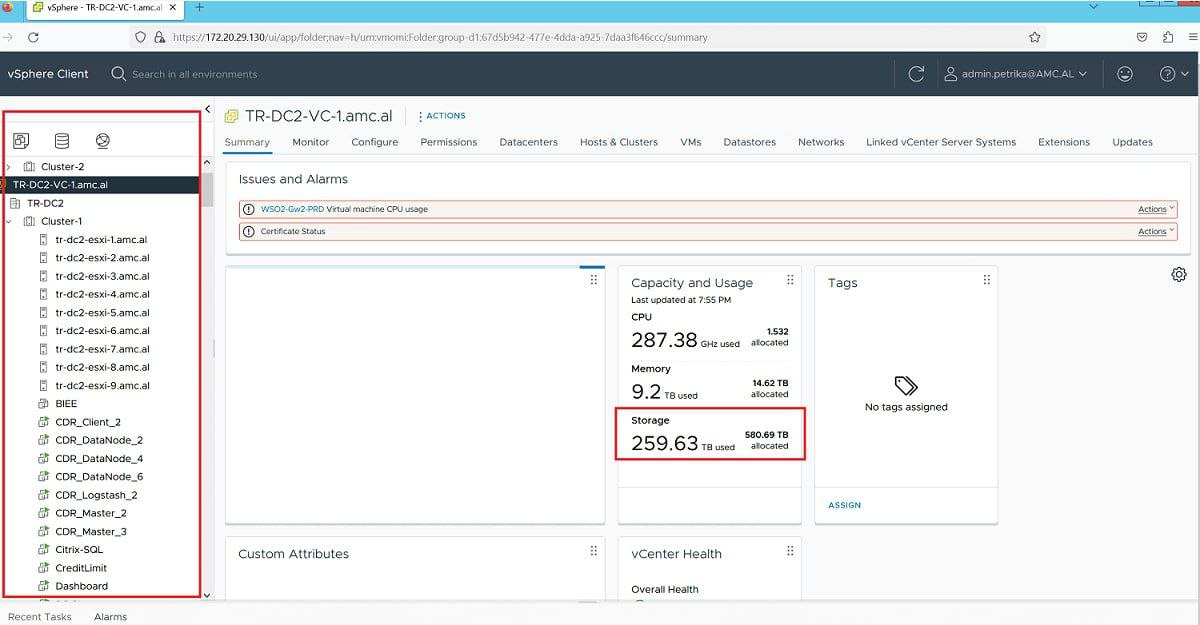 vSphere - TR-DC2-VC-1.amc.al
https://172.20.29.130/ui/app/folder;nav=h/urn:vmomi:Folder:group-d1:67d5b942-477e-4dda-a925-7daa3f646ccc/summary
vSphere Client
Search in all environments
admin.petrika@AMC.AL
Cluster-2
TR-DC2-VC-1.amc.al
TR-DC2
Cluster-1
tr-dc2-esxi-1.amc.al
tr-dc2-esxi-2.amc.al
tr-dc2-esxi-3.amc.al
tr-dc2-esxi-4.amc.al
tr-dc2-esxi-5.amc.al
tr-dc2-esxi-6.amc.al
tr-dc2-esxi-7.amc.al
tr-dc2-esxi-8.amc.al
tr-dc2-esxi-9.amc.al
BIEE
CDR_Client_2
CDR_DataNode_2
CDR_DataNode_4
CDR_DataNode_6
CDR_Logstash_2
CDR_Master_2
CDR_Master_3
Citrix-SQL
CreditLimit
Dashboard
TR-DC2-VC-1.amc.al
ACTIONS
Summary Monitor Configure Permissions Datacenters Hosts & Clusters VMs Datastores Networks Linked vCenter Server Systems Extensions Updates
Issues and Alarms
WSO2-Gw2-PRD Virtual machine CPU usage Actions
Certificate Status Actions
Capacity and Usage
Last updated at 7:55 PM
CPU
287.38 GHz used 1.532 allocated
Memory
9.2 TB used 14.62 TB allocated
Storage
259.63 TB used 580.69 TB allocated
Tags
No tags assigned
ASSIGN
Custom Attributes
vCenter Health
Overall Health
Recent Tasks Alarms